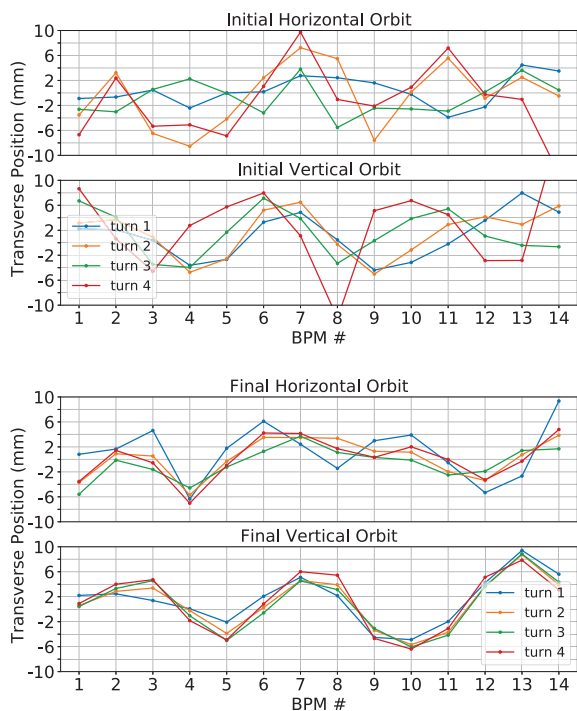 Initial Horizontal Orbit
10
6
2
-2
-6
-10
Initial Vertical Orbit
10
6
2
-2
-6
-10
Transverse Position (mm)
turn 1
turn 2
turn 3
turn 4
1 2 3 4 5 6 7 8 9 10 11 12 13 14
BPM #
Final Horizontal Orbit
10
6
2
-2
-6
-10
Final Vertical Orbit
10
6
2
-2
-6
-10
Transverse Position (mm)
turn 1
turn 2
turn 3
turn 4
1 2 3 4 5 6 7 8 9 10 11 12 13 14
BPM #